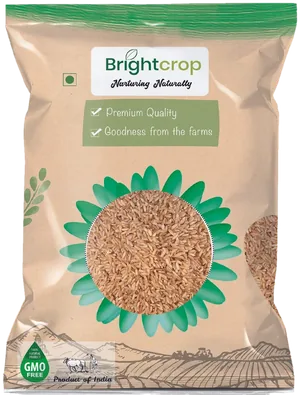 Brightcrop
Nurturing Naturally
Premium Quality
Goodness from the farms
GMO
FREE
Product of India